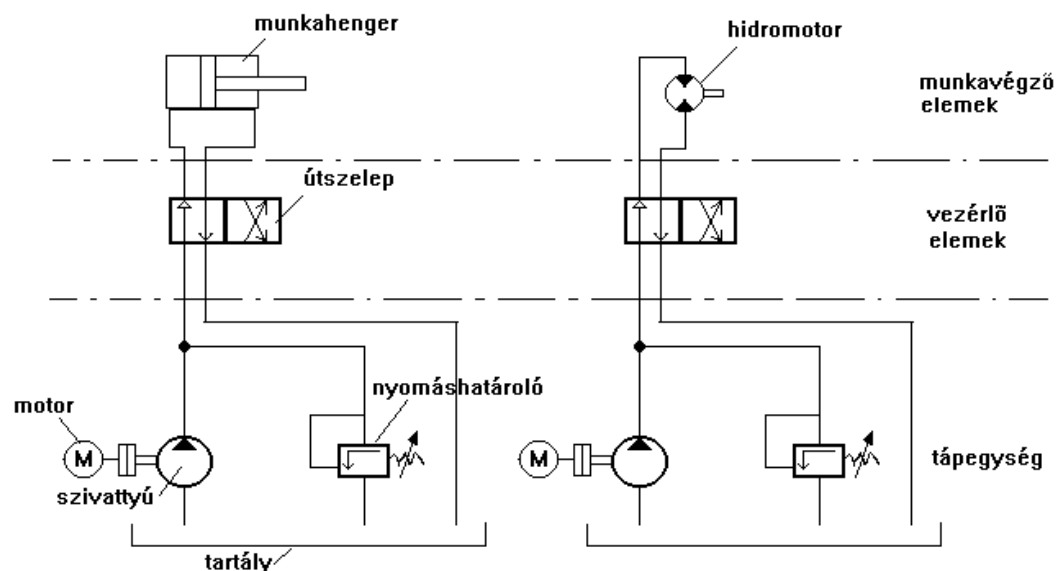 munkahenger
hidromotor
munkavégző
elemek
útszelep
vezérlő
elemek
nyomáshatároló
motor
M
M
szivattyú
tápegység
tartály